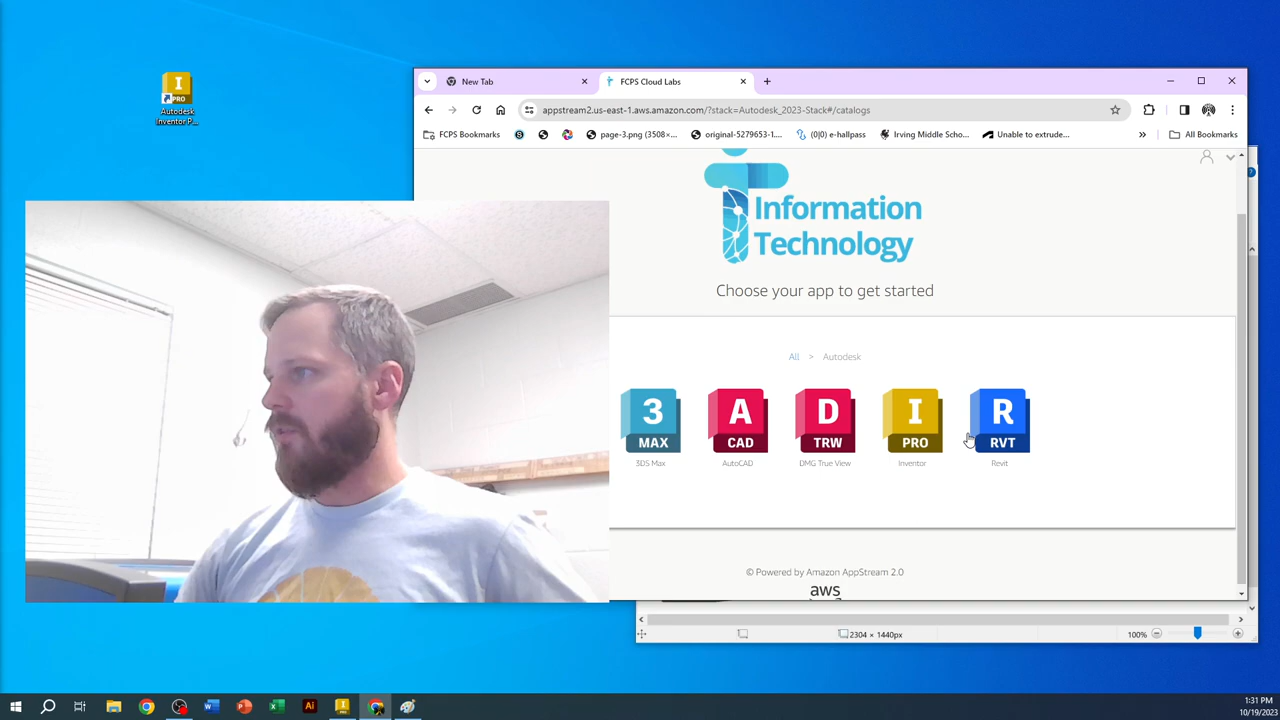 I
PRO
Autodesk
Inventor P...
New Tab
FCPS Cloud Labs
appstream2.us-east-1.aws.amazon.com/?stack=Autodesk_2023-Stack#/catalogs
FCPS Bookmarks
page-3.png (3508×...
original-5279653-1....
(0|0) e-hallpass
Irving Middle Scho...
Unable to extrude...
»
All Bookmarks
Information
Technology
Choose your app to get started
All > Autodesk
3
MAX
A
CAD
D
TRW
I
PRO
R
RVT
3DS Max
AutoCAD
DMG True View
Inventor
Revit
© Powered by Amazon AppStream 2.0
aws
2304 × 1440px
100%
1:31 PM
10/19/2023